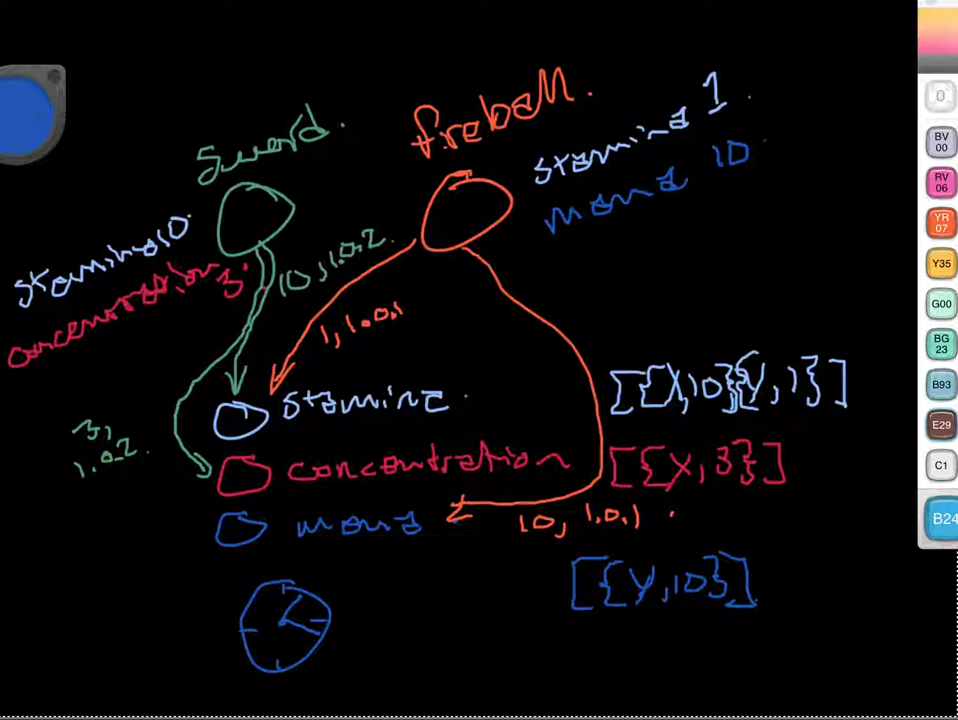 Sword.
fireball.
stamina 1.
mana 10
stamina 10.
concentration 3.
10, 1.0.2.
1, 1.0.1
3,
1.0.2.
stamina.
[{X,10}{Y,1}]
concentration
[{X,3}]
mana
10, 1.0.1.
[{Y,10}].
0
BV
00
RV
06
YR
07
Y35
G00
BG
23
B93
E29
C1
B24